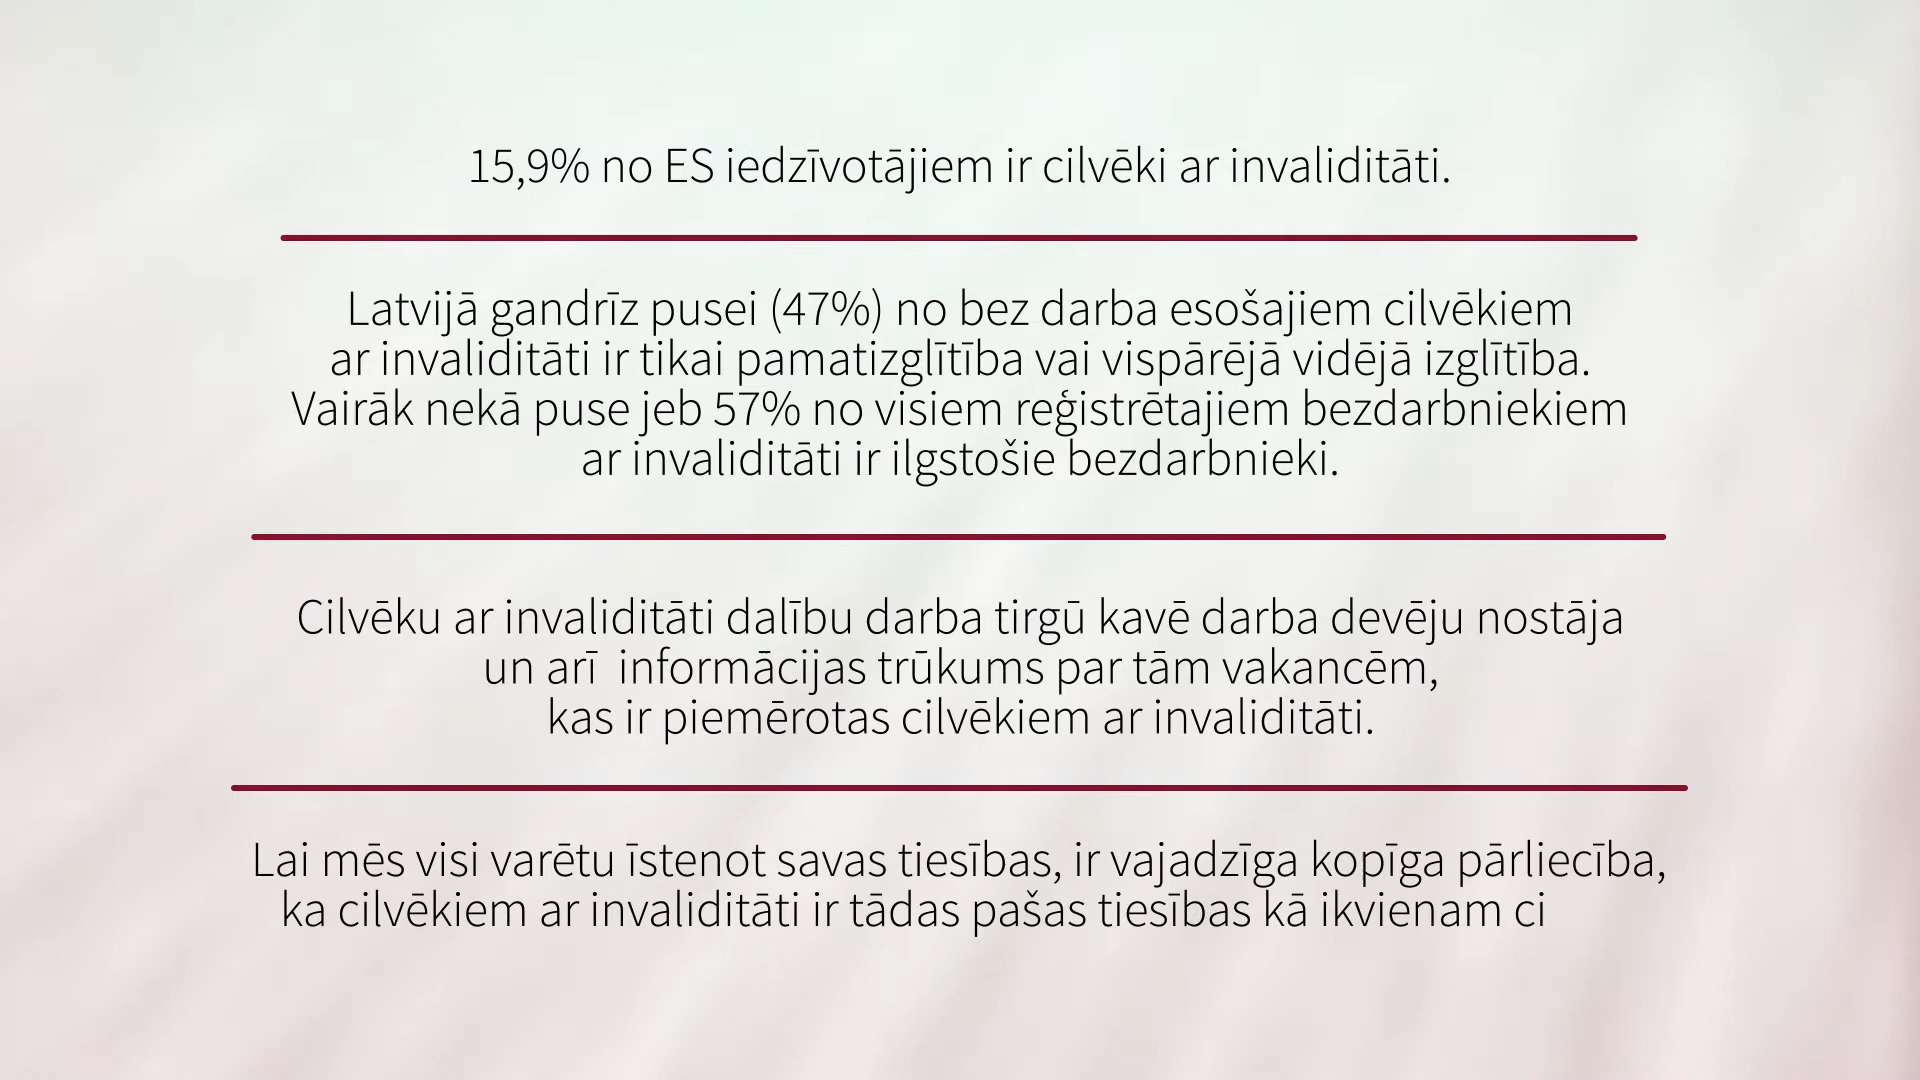 15,9% no ES iedzīvotājiem ir cilvēki ar invaliditāti.
Latvijā gandrīz pusei (47%) no bez darba esošajiem cilvēkiem
ar invaliditāti ir tikai pamatizglītība vai vispārējā vidējā izglītība.
Vairāk nekā puse jeb 57% no visiem reģistrētajiem bezdarbniekiem
ar invaliditāti ir ilgstošie bezdarbnieki.
Cilvēku ar invaliditāti dalību darba tirgū kavē darba devēju nostāja
un arī  informācijas trūkums par tām vakancēm,
kas ir piemērotas cilvēkiem ar invaliditāti.
Lai mēs visi varētu īstenot savas tiesības, ir vajadzīga kopīga pārliecība,
ka cilvēkiem ar invaliditāti ir tādas pašas tiesības kā ikvienam ci